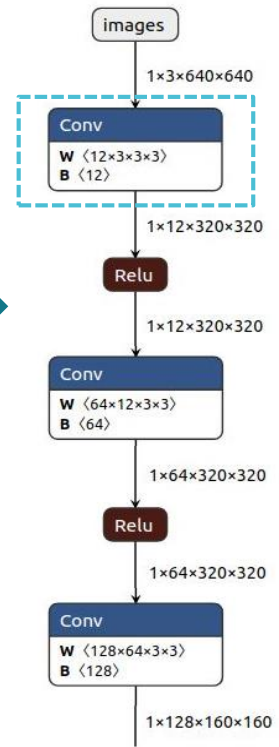 images
1×3×640×640
Conv
W ⟨12×3×3×3⟩
B ⟨12⟩
1×12×320×320
Relu
1×12×320×320
Conv
W ⟨64×12×3×3⟩
B ⟨64⟩
1×64×320×320
Relu
1×64×320×320
Conv
W ⟨128×64×3×3⟩
B ⟨128⟩
1×128×160×160